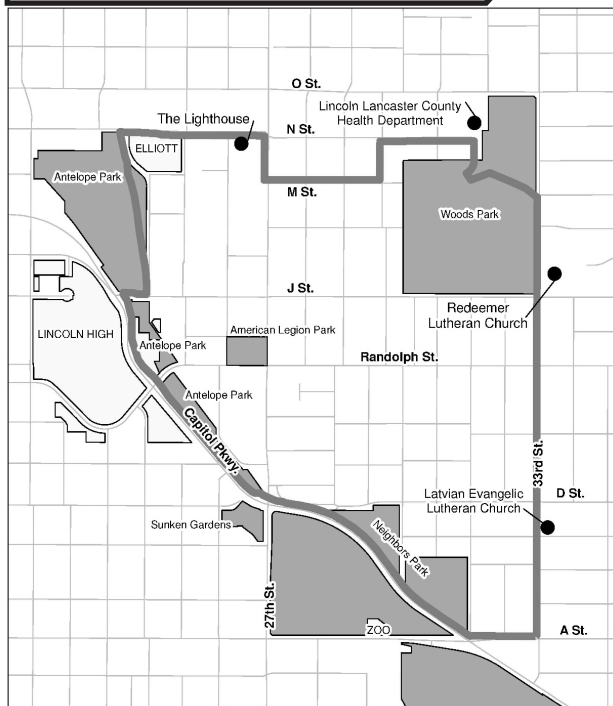 O St.
Lincoln Lancaster County
Health Department
The Lighthouse
N St.
ELLIOTT
Antelope Park
M St.
Woods Park
J St.
Redeemer
Lutheran Church
LINCOLN HIGH
American Legion Park
Antelope Park
Randolph St.
Antelope Park
Capitol Pkwy.
33rd St.
Latvian Evangelic
Lutheran Church
D St.
Sunken Gardens
Neighbors Park
27th St.
ZOO
A St.